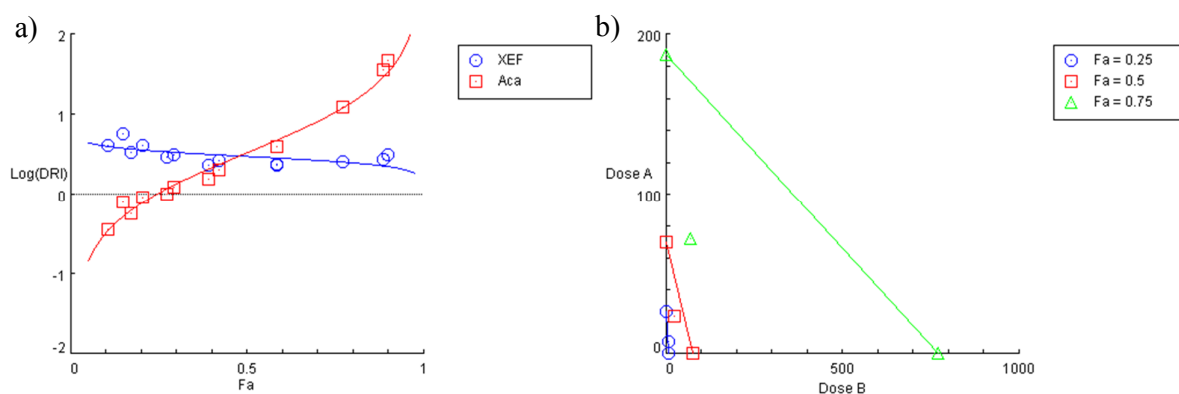 a)
2
1
Log(DRI)
0
-1
-2
0
0.5
1
Fa
XEF
Aca
b)
200
Dose A
100
0
0
500
1000
Dose B
Fa = 0.25
Fa = 0.5
Fa = 0.75